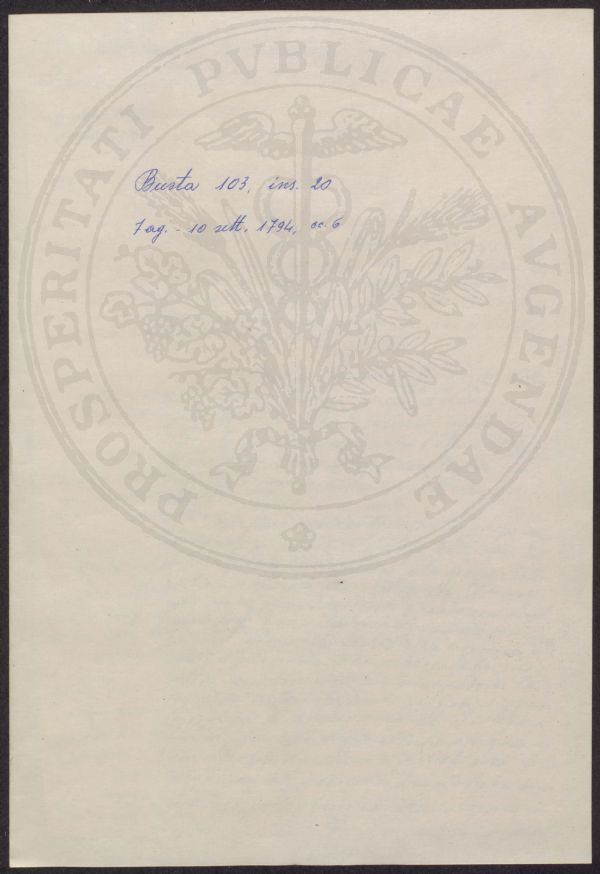 PROSPERITATI PVBLICAE AVGENDAE
Busta 103, ins. 20
7 ag. - 10 sett. 1794, cc. 6